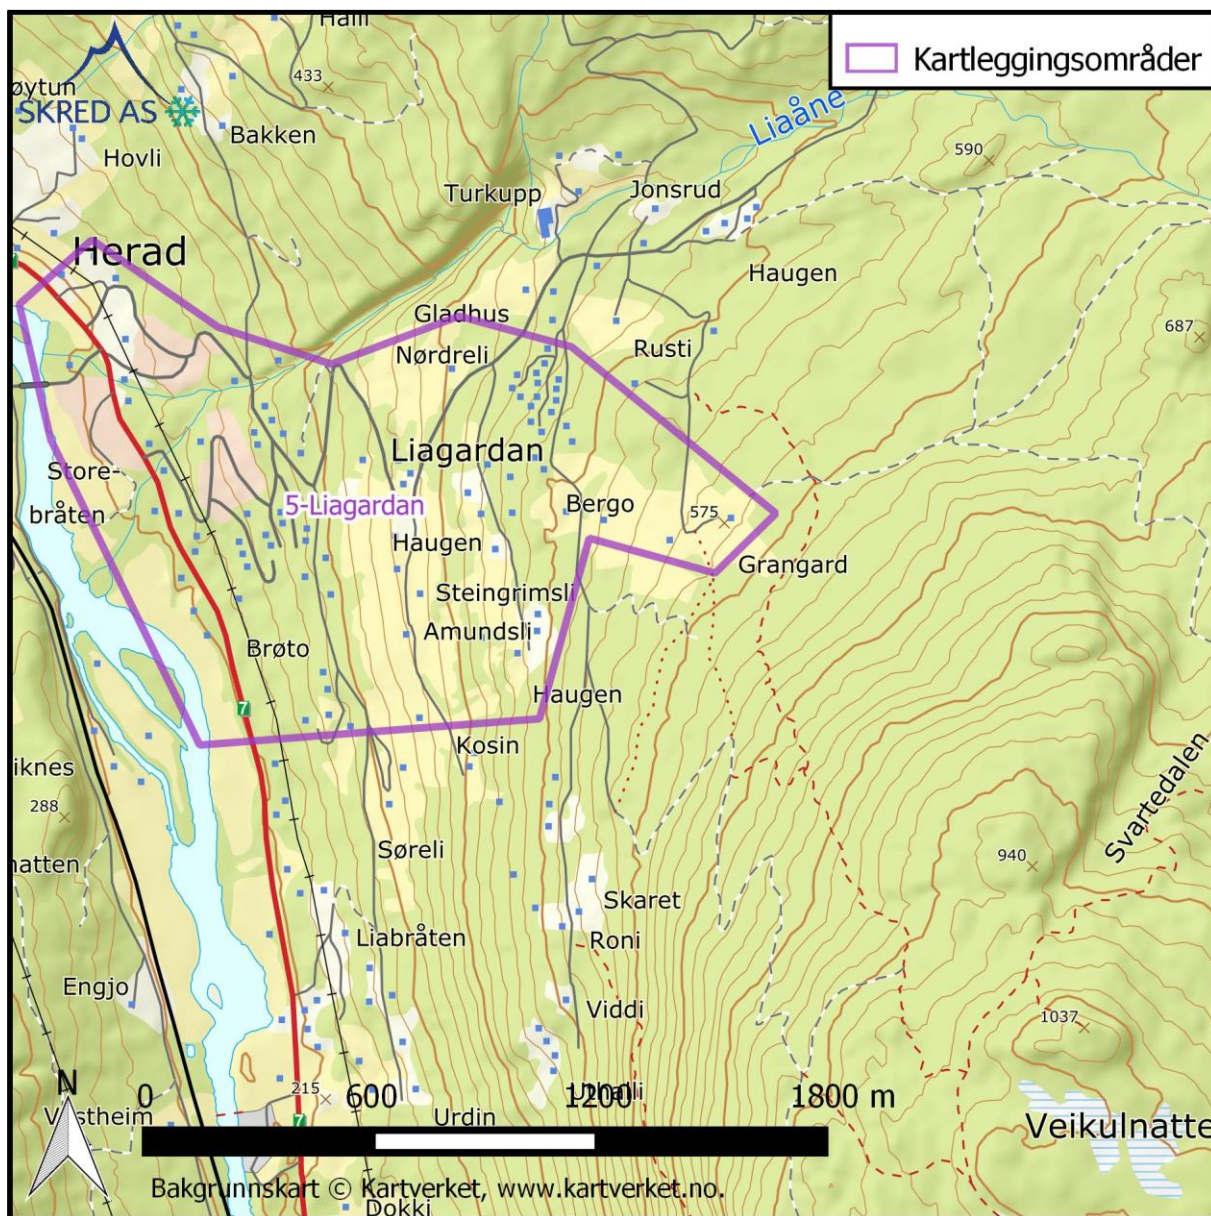 Halli
433
Kartleggingsområder
øytun
SKRED AS
Bakken
Liaåne
Hovli
590
Turkupp
Jonsrud
Herad
Haugen
Gladhus
687
Nørdreli
Rusti
Liagardan
Store-
bråten
5-Liagardan
Bergo
575
Haugen
Grangard
Steingrimsli
Amundsli
Brøto
Haugen
7
Kosin
iknes
288
Svartedalen
natten
Søreli
940
Skaret
Liabråten
Roni
Engjo
Viddi
1037
N
0
215
600
1200
1800 m
Vestheim
7
Urdin
Veikulnatte
Bakgrunnskart © Kartverket, www.kartverket.no.
Dokki